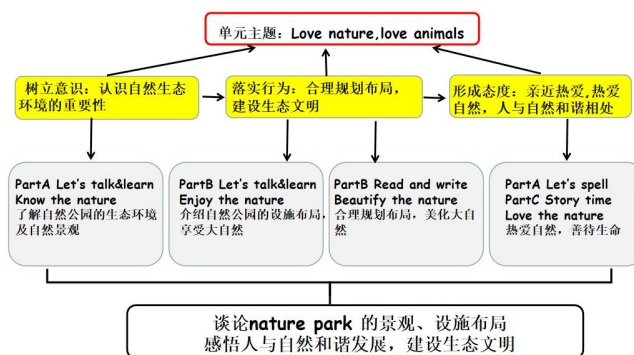 单元主题：Love nature,love animals
树立意识：认识自然生态
环境的重要性
落实行为：合理规划布局，
建设生态文明
形成态度：亲近热爱,热爱
自然，人与自然和谐相处
PartA Let's talk&learn
Know the nature
了解自然公园的生态环境
及自然景观
PartB Let's talk&learn
Enjoy the nature
介绍自然公园的设施布局，
享受大自然
PartB Read and write
Beautify the nature
合理规划布局，美化大自
然
PartA Let's spell
PartC Story time
Love the nature
热爱自然，善待生命
谈论nature park 的景观、设施布局
感悟人与自然和谐发展，建设生态文明